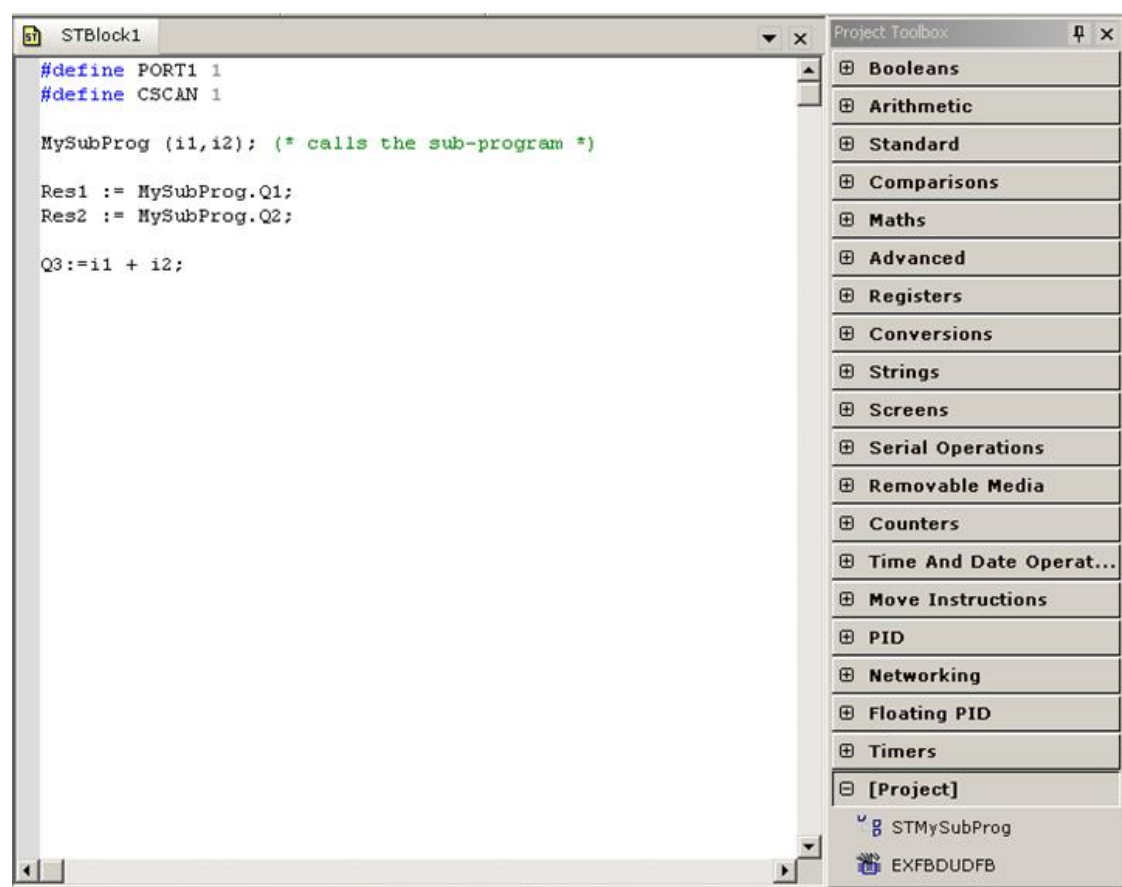 STBlock1
#define PORT1 1
#define CSCAN 1
MySubProg (i1,i2); (* calls the sub-program *)
Res1 := MySubProg.Q1;
Res2 := MySubProg.Q2;
Q3:=i1 + i2;
Project Toolbox
Booleans
Arithmetic
Standard
Comparisons
Maths
Advanced
Registers
Conversions
Strings
Screens
Serial Operations
Removable Media
Counters
Time And Date Operat...
Move Instructions
PID
Networking
Floating PID
Timers
[Project]
STMySubProg
EXFBDUDFB